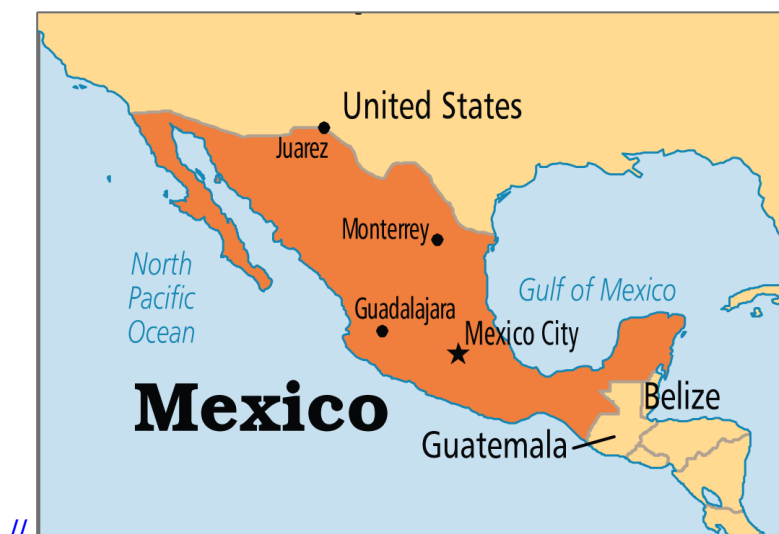 United States
Juarez
Monterrey
North
Pacific
Ocean
Gulf of Mexico
Guadalajara
Mexico City
Mexico
Belize
Guatemala
//